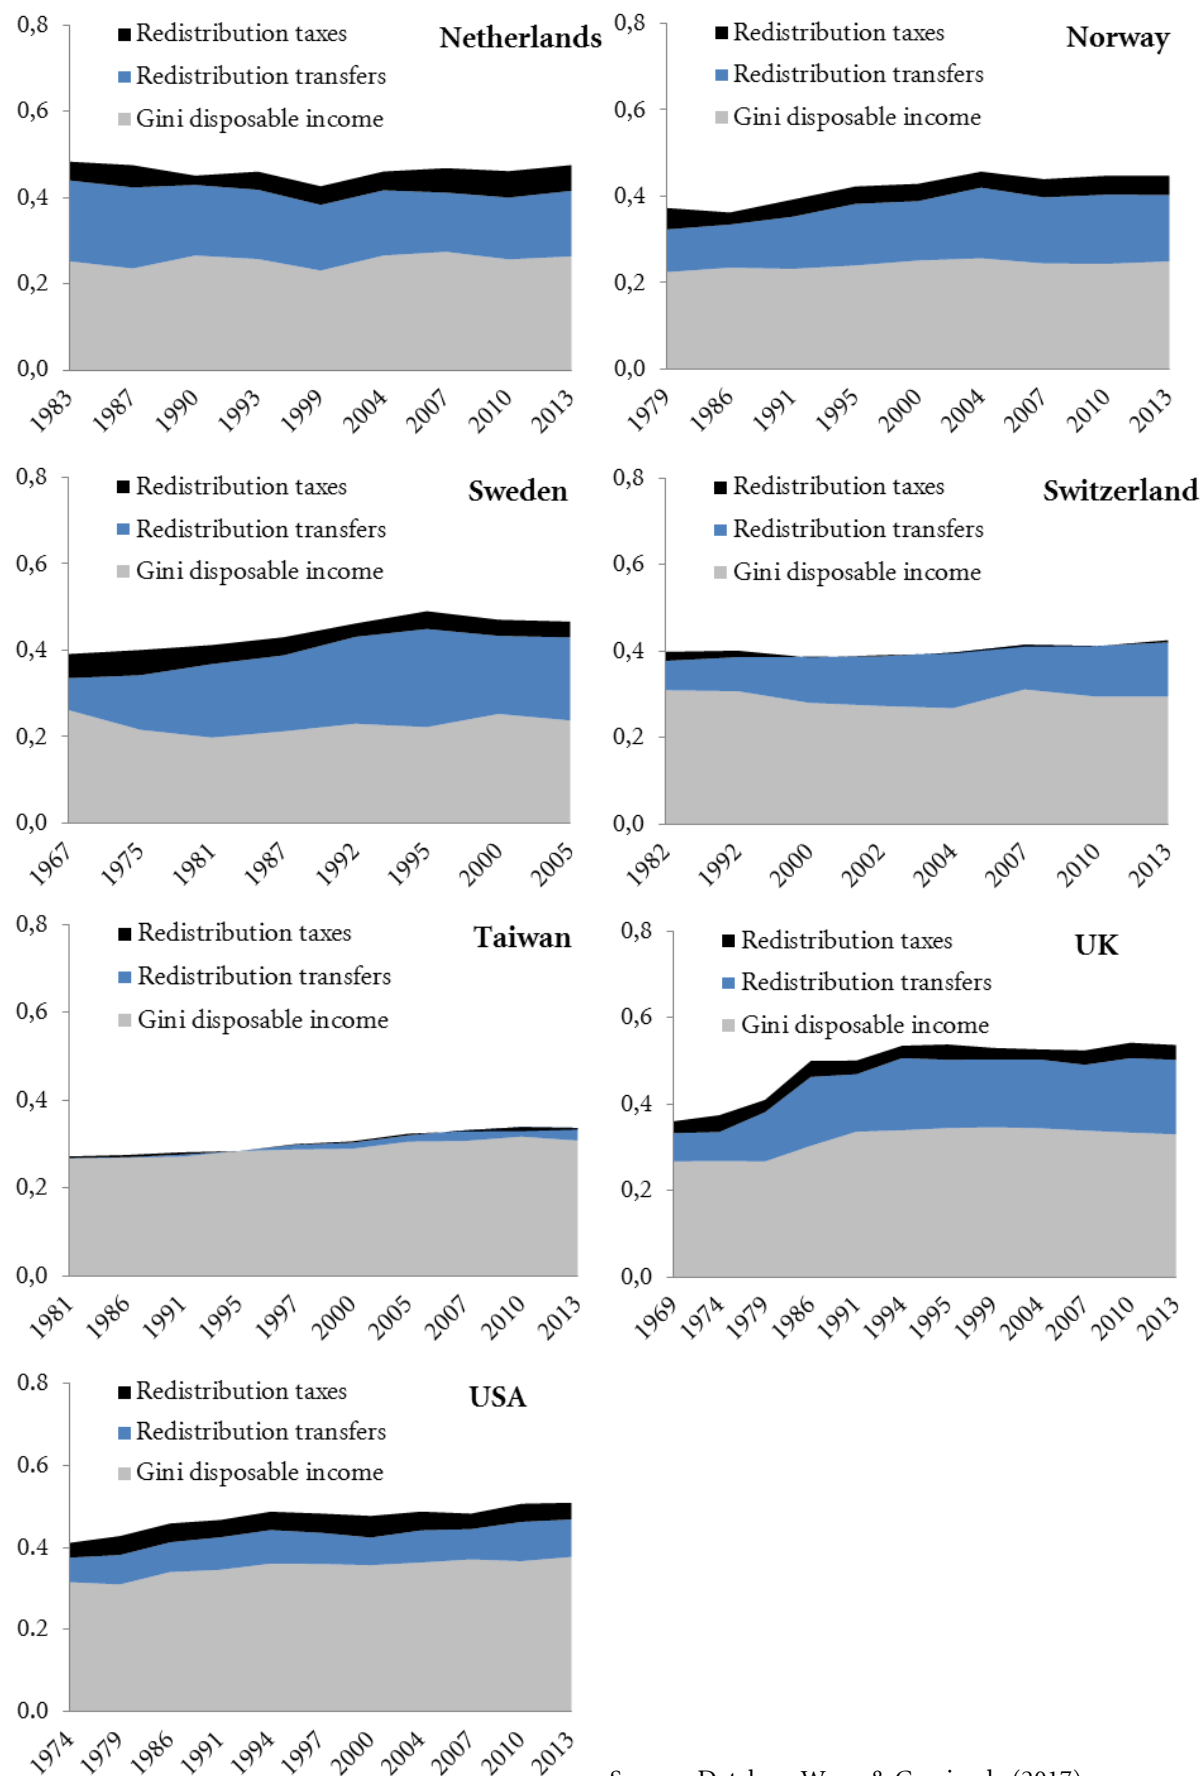 Netherlands
Redistribution taxes
Redistribution transfers
Gini disposable income
0,8
0,6
0,4
0,2
0,0
1983 1987 1990 1993 1999 2004 2007 2010 2013
Norway
Redistribution taxes
Redistribution transfers
Gini disposable income
0,8
0,6
0,4
0,2
0,0
1979 1986 1991 1995 2000 2004 2007 2010 2013
Sweden
Redistribution taxes
Redistribution transfers
Gini disposable income
0,8
0,6
0,4
0,2
0,0
1967 1975 1981 1987 1992 1995 2000 2005
Switzerland
Redistribution taxes
Redistribution transfers
Gini disposable income
0,8
0,6
0,4
0,2
0,0
1982 1992 2000 2002 2004 2007 2010 2013
Taiwan
Redistribution taxes
Redistribution transfers
Gini disposable income
0,8
0,6
0,4
0,2
0,0
1981 1986 1991 1995 1997 2000 2005 2007 2010 2013
UK
Redistribution taxes
Redistribution transfers
Gini disposable income
0,8
0,6
0,4
0,2
0,0
1969 1974 1979 1986 1991 1994 1995 1999 2004 2007 2010 2013
USA
Redistribution taxes
Redistribution transfers
Gini disposable income
0.8
0.6
0.4
0.2
0.0
1974 1979 1986 1991 1994 1997 2000 2004 2007 2010 2013
(2017)